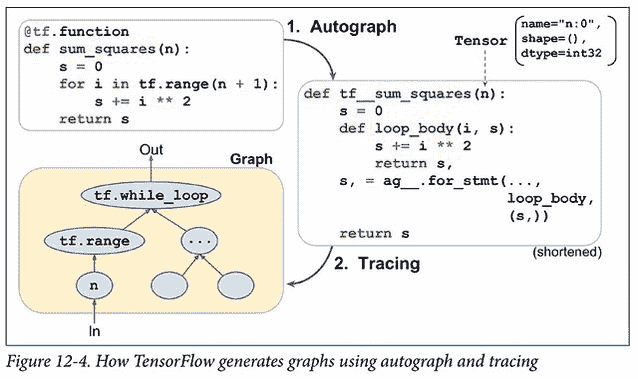 @tf.function
def sum_squares(n):
    s = 0
    for i in tf.range(n + 1):
        s += i ** 2
    return s
1. Autograph
Tensor
name="n:0",
shape=(),
dtype=int32
def tf__sum_squares(n):
    s = 0
    def loop_body(i, s):
        s += i ** 2
        return s,
    s, = ag__.for_stmt(...,
                       loop_body,
                       (s,))
    return s
(shortened)
2. Tracing
Graph
Out
tf.while_loop
tf.range
...
n
In
Figure 12-4. How TensorFlow generates graphs using autograph and tracing